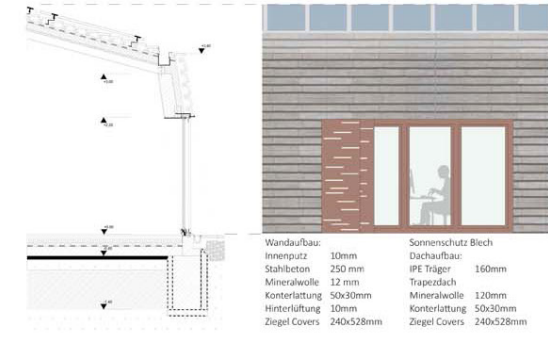 Wandaufbau:
Innenputz 10mm
Stahlbeton 250 mm
Mineralwolle 12 mm
Konterlattung 50x30mm
Hinterlüftung 10mm
Ziegel Covers 240x528mm
Sonnenschutz Blech
Dachaufbau:
IPE Träger 160mm
Trapezdach
Mineralwolle 120mm
Konterlattung 50x30mm
Ziegel Covers 240x528mm